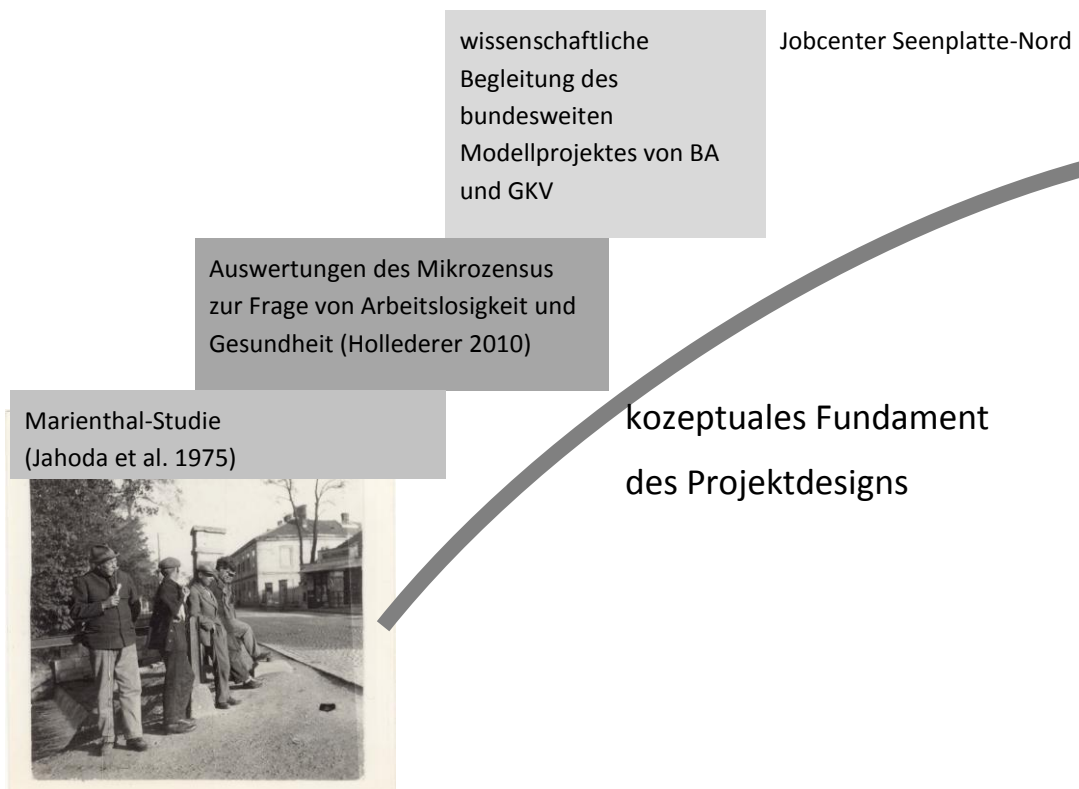 wissenschaftliche
Begleitung des
bundesweiten
Modellprojektes von BA
und GKV
Jobcenter Seenplatte-Nord
Auswertungen des Mikrozensus
zur Frage von Arbeitslosigkeit und
Gesundheit (Hollederer 2010)
Marienthal-Studie
(Jahoda et al. 1975)
kozeptuales Fundament
des Projektdesigns